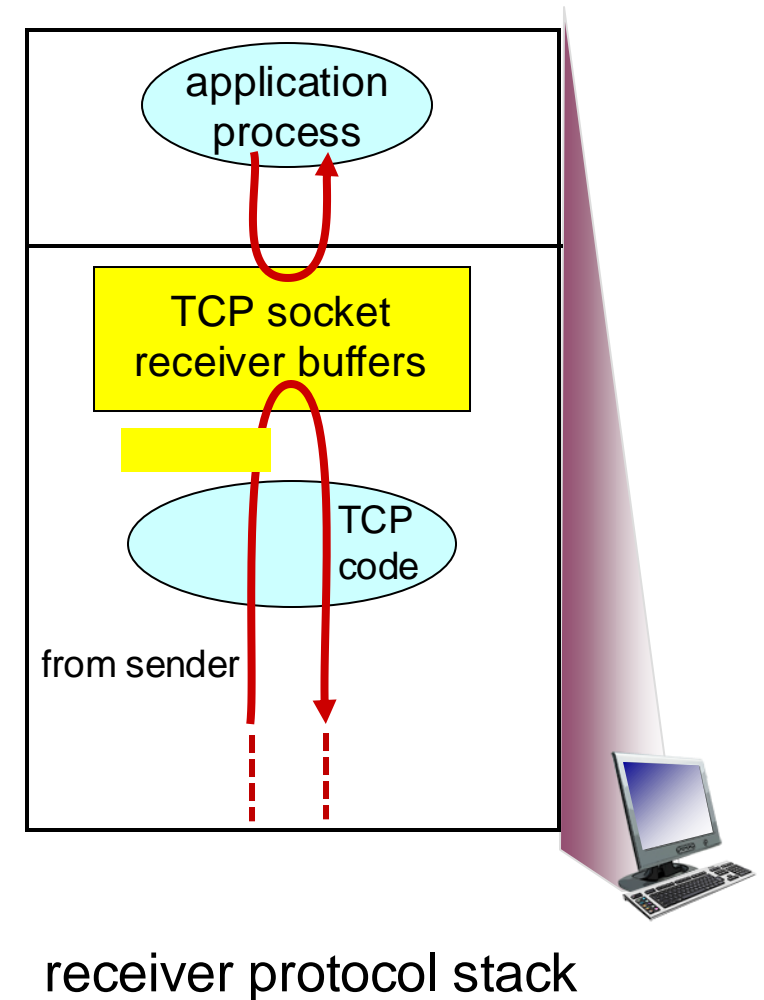 application
process
TCP socket
receiver buffers
TCP
code
from sender
receiver protocol stack